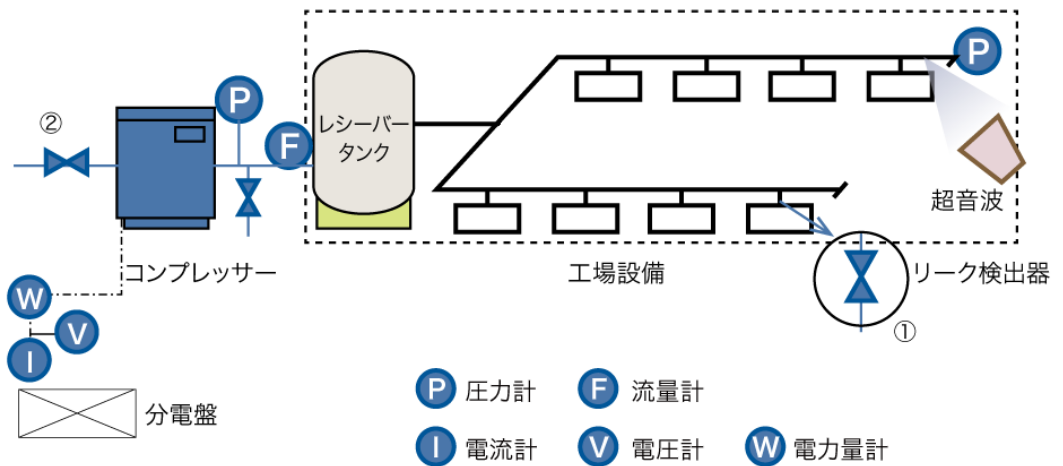 P
②
F
レシーバー
タンク
P
超音波
コンプレッサー
工場設備
リーク検出器
①
W
V
I
分電盤
P 圧力計
F 流量計
I 電流計
V 電圧計
W 電力量計